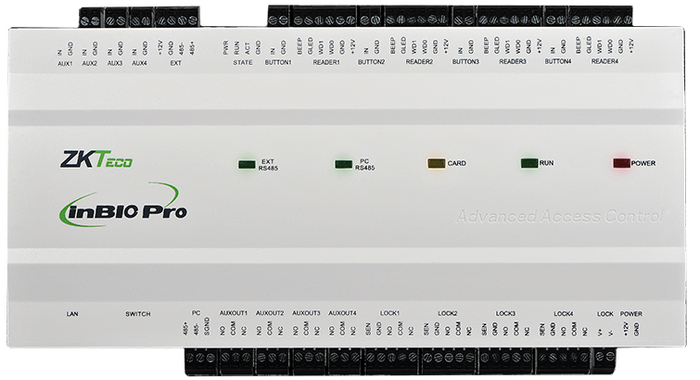 IN GND IN GND IN GND IN GND +12V GND 485- 485+ PWR RUN ACT GND IN GND BEEP GLED WD1 WD0 GND +12V IN GND BEEP GLED WD1 WD0 GND +12V IN GND BEEP GLED WD1 WD0 GND +12V IN GND BEEP GLED WD1 WD0 GND +12V
AUX1 AUX2 AUX3 AUX4 EXT STATE BUTTON1 READER1 BUTTON2 READER2 BUTTON3 READER3 BUTTON4 READER4
ZKTECO
EXT RS485
PC RS485
CARD
RUN
POWER
inBIO Pro
Advanced Access Control
LAN SWITCH PC AUXOUT1 AUXOUT2 AUXOUT3 AUXOUT4 LOCK1 LOCK2 LOCK3 LOCK4 LOCK POWER
485+ 485- SGND NO COM NC NO COM NC NO COM NC NO COM NC SEN GND NO COM NC SEN GND NO COM NC SEN GND NO COM NC SEN GND NO COM NC V+ V- +12V GND